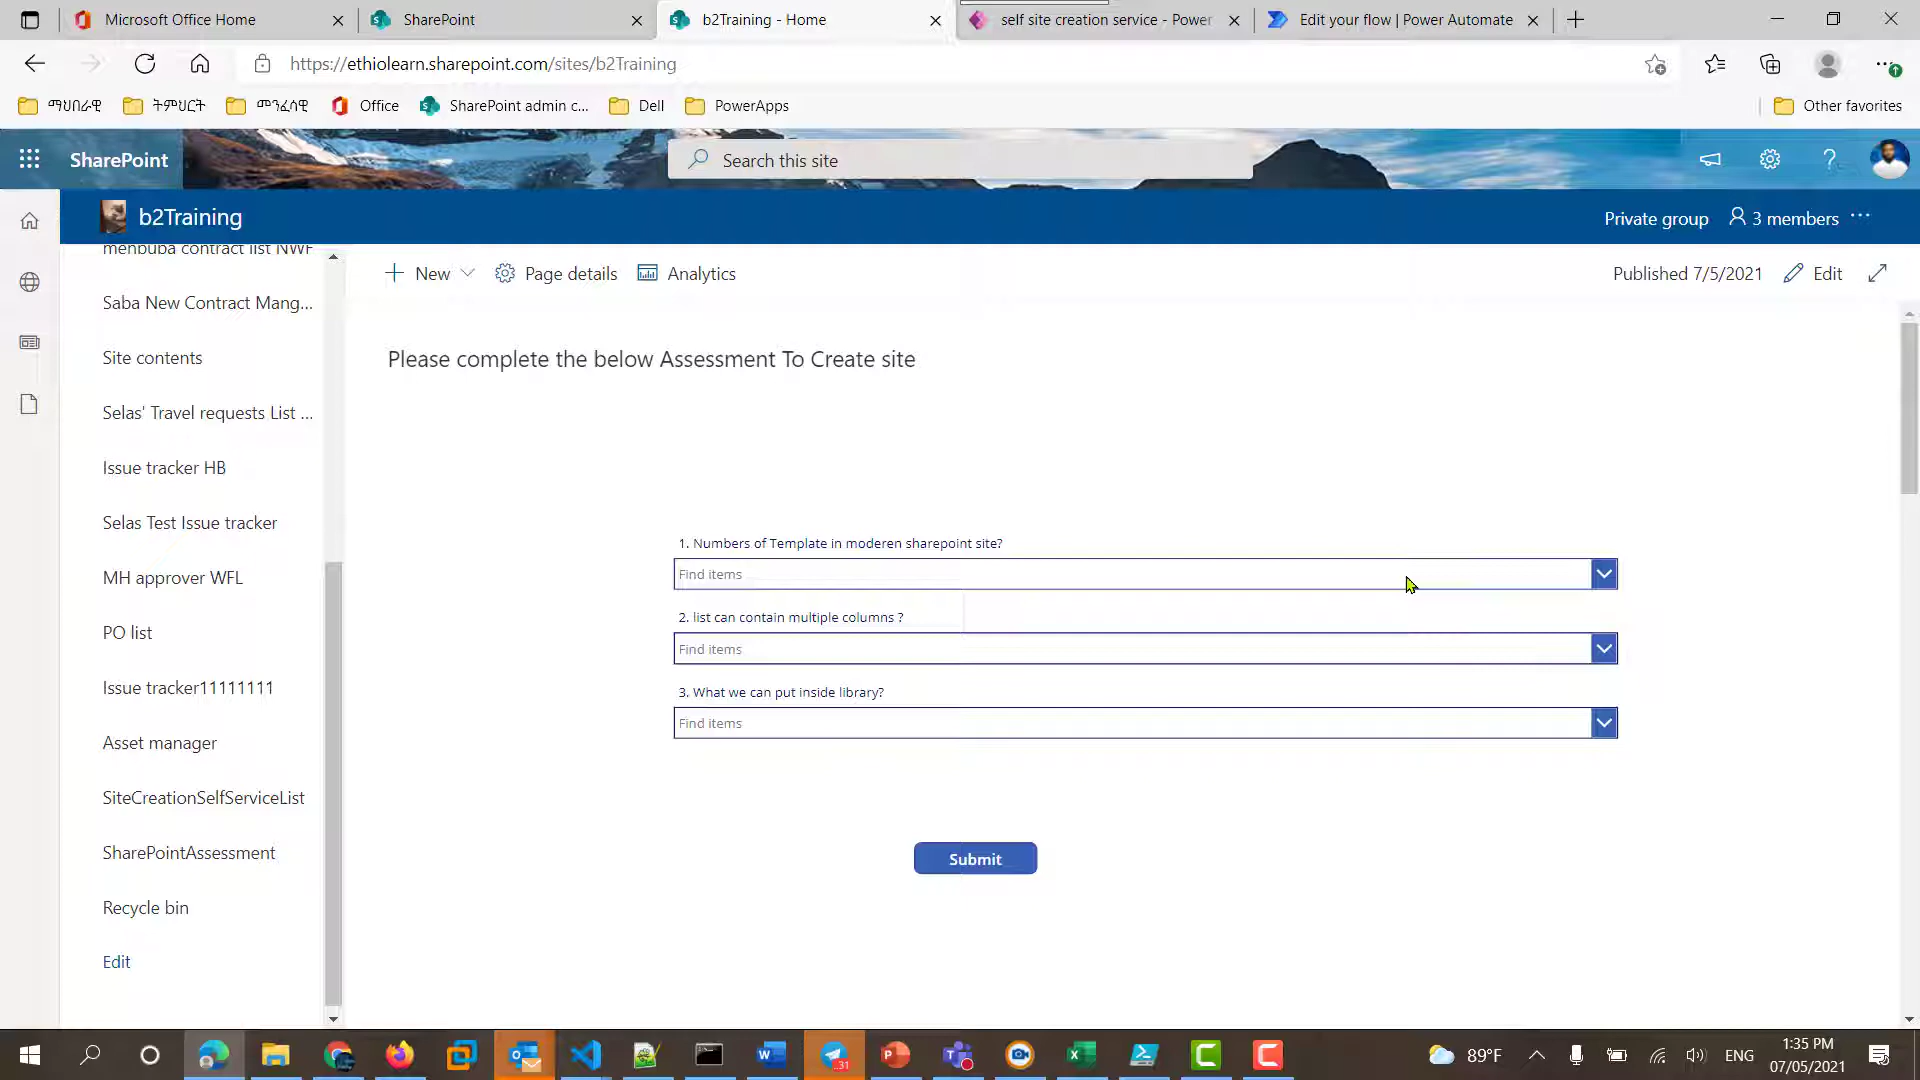 Microsoft Office Home
SharePoint
b2Training - Home
self site creation service - Power
Edit your flow | Power Automate
https://ethiolearn.sharepoint.com/sites/b2Training
ማህበራዊ
ትምህርት
መንፈሳዊ
Office
SharePoint admin c...
Dell
PowerApps
Other favorites
SharePoint
Search this site
b2Training
Private group
3 members
menbuba contract list NWF
Saba New Contract Mang...
Site contents
Selas' Travel requests List ...
Issue tracker HB
Selas Test Issue tracker
MH approver WFL
PO list
Issue tracker11111111
Asset manager
SiteCreationSelfServiceList
SharePointAssessment
Recycle bin
Edit
New
Page details
Analytics
Published 7/5/2021
Edit
Please complete the below Assessment To Create site
1. Numbers of Template in moderen sharepoint site?
Find items
2. list can contain multiple columns ?
Find items
3. What we can put inside library?
Find items
Submit
31
89°F
ENG
1:35 PM
07/05/2021